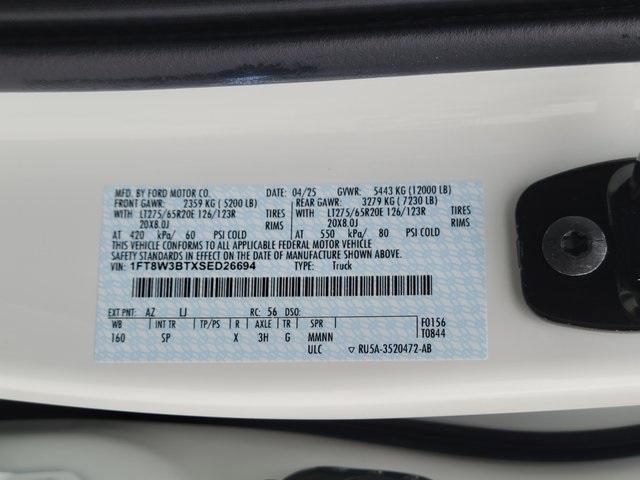 MFD. BY FORD MOTOR CO. DATE: 04/25 GVWR: 5443 KG (12000 LB)
FRONT GAWR: 2359 KG ( 5200 LB) REAR GAWR: 3279 KG ( 7230 LB)
WITH LT275/65R20E 126/123R TIRES WITH LT275/65R20E 126/123R TIRES
20X8.0J RIMS 20X8.0J RIMS
AT 420 kPa/ 60 PSI COLD AT 550 kPa/ 80 PSI COLD
THIS VEHICLE CONFORMS TO ALL APPLICABLE FEDERAL MOTOR VEHICLE
SAFETY STANDARDS IN EFFECT ON THE DATE OF MANUFACTURE SHOWN ABOVE.
VIN: 1FT8W3BTXSED26694 TYPE: Truck
EXT PNT: AZ LJ RC: 56 DSO:
WB INT TR TP/PS R AXLE TR SPR F0156
160 SP X 3H G MMNN T0844
ULC RU5A-3520472-AB